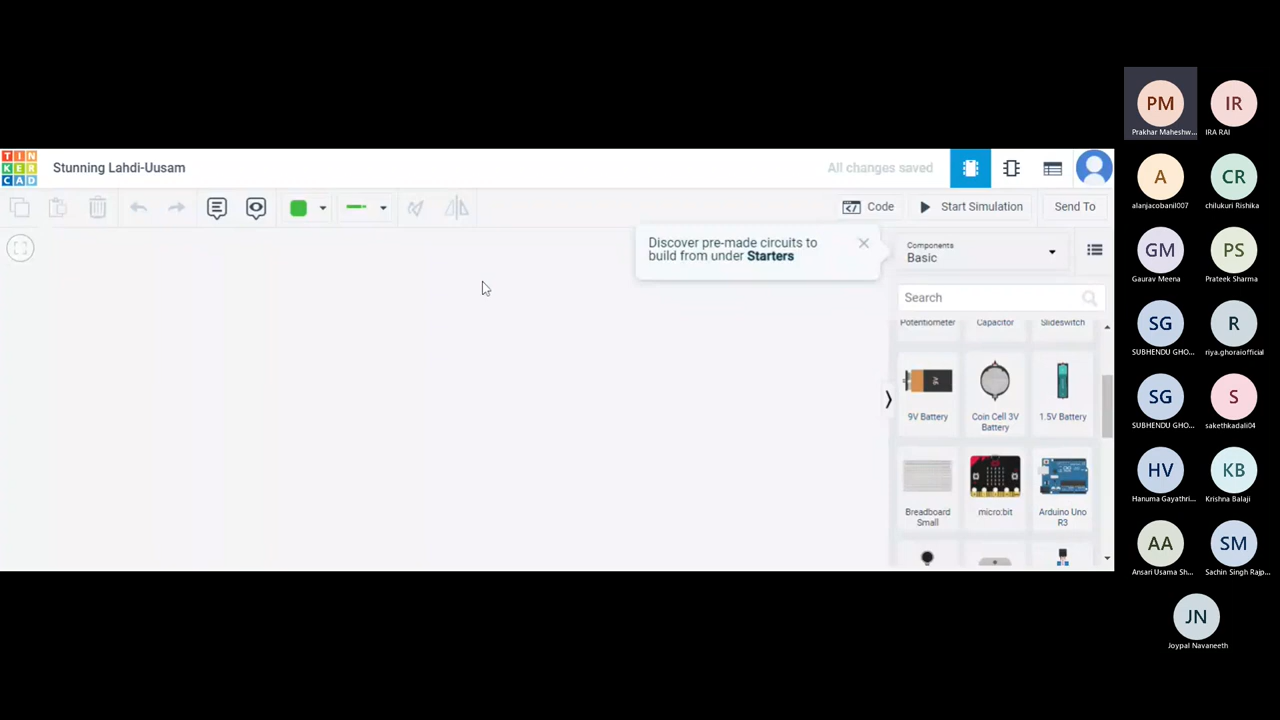 TIN
KER
CAD
Stunning Lahdi-Uusam
All changes saved
Code
Start Simulation
Send To
Discover pre-made circuits to
build from under Starters
Components
Basic
Search
Potentiometer
Capacitor
Slideswitch
9V Battery
Coin Cell 3V
Battery
1.5V Battery
Breadboard
Small
micro:bit
Arduino Uno
R3
PM
Prakhar Maheshw...
IR
IRA RAI
A
alanjacobanil007
CR
chilukuri Rishika
GM
Gaurav Meena
PS
Prateek Sharma
SG
SUBHENDU GHO...
R
riya.ghoraiofficial
SG
SUBHENDU GHO...
S
sakethkadali04
HV
Hanuma Gayathri...
KB
Krishna Balaji
AA
Ansari Usama Sh...
SM
Sachin Singh Rajp...
JN
Joypal Navaneeth